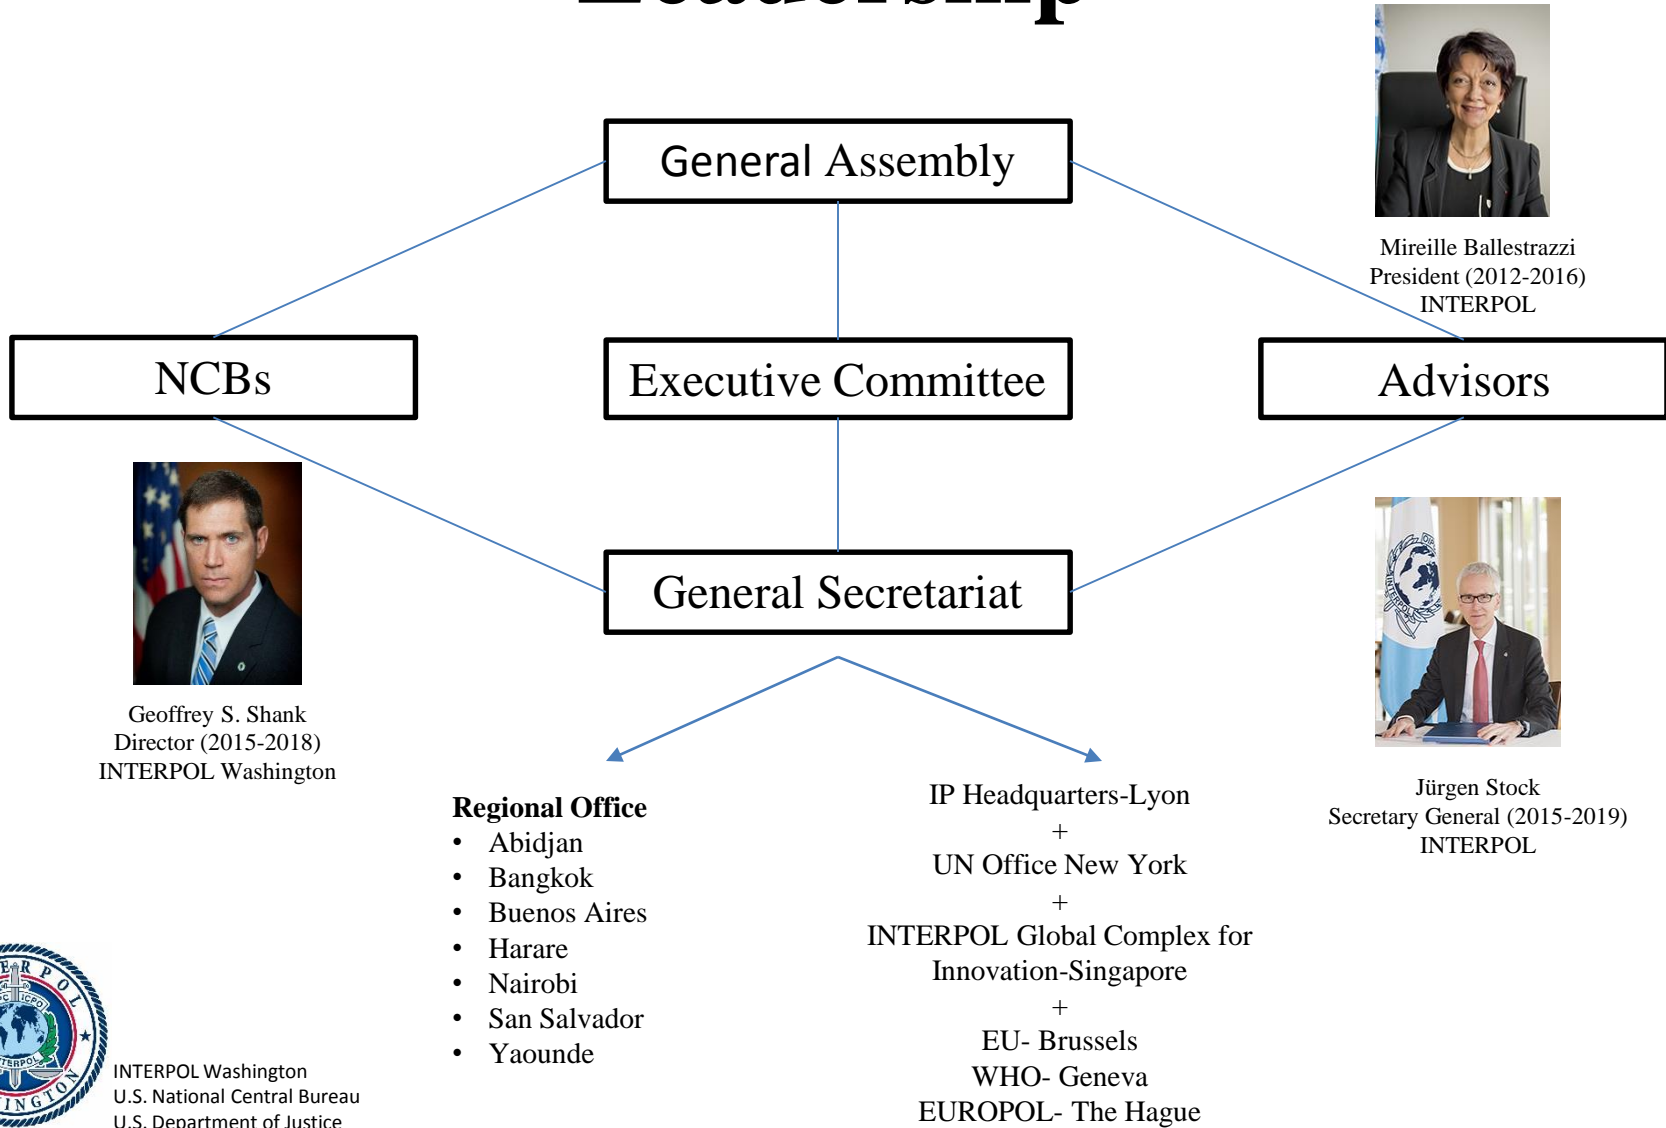 Leadership
General Assembly
Mireille Ballestrazzi
President (2012-2016)
INTERPOL
NCBs
Executive Committee
Advisors
General Secretariat
Geoffrey S. Shank
Director (2015-2018)
INTERPOL Washington
Jürgen Stock
Secretary General (2015-2019)
INTERPOL
Regional Office
• Abidjan
• Bangkok
• Buenos Aires
• Harare
• Nairobi
• San Salvador
• Yaounde
IP Headquarters-Lyon
+
UN Office New York
+
INTERPOL Global Complex for
Innovation-Singapore
+
EU- Brussels
WHO- Geneva
EUROPOL- The Hague
INTERPOL Washington
U.S. National Central Bureau
U.S. Department of Justice